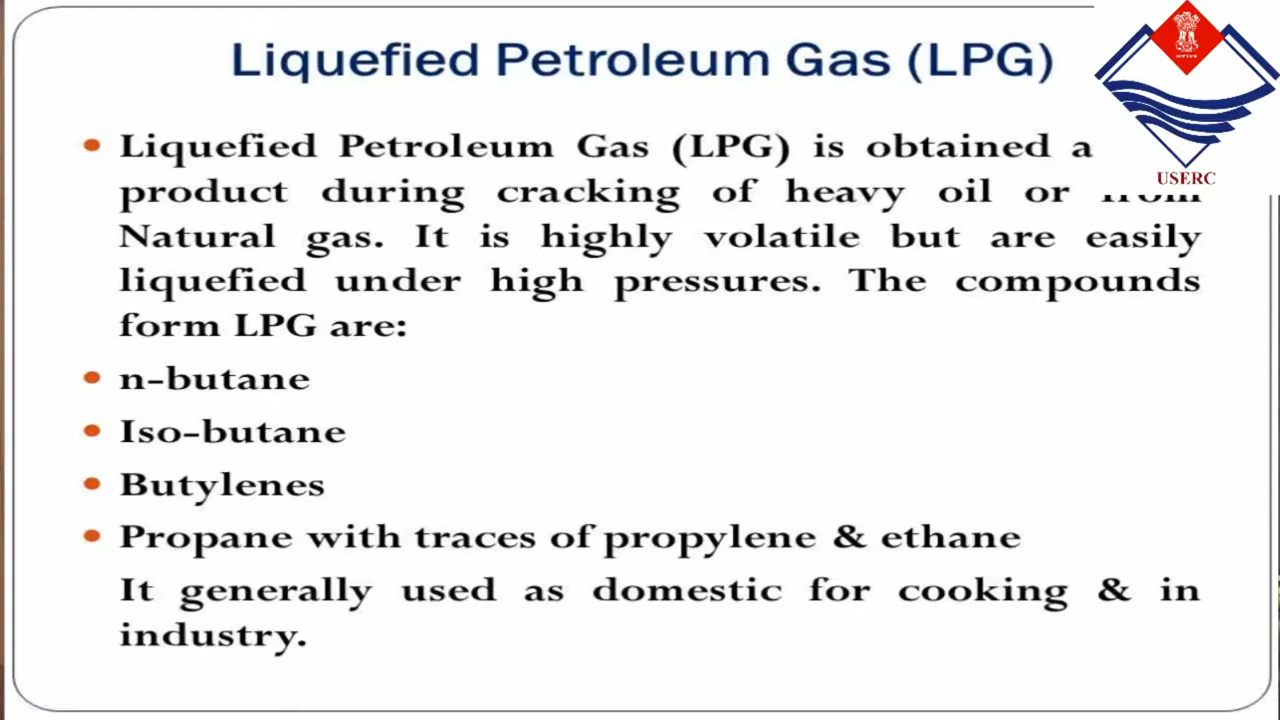 Liquefied Petroleum Gas (LPG)
• Liquefied Petroleum Gas (LPG) is obtained a
USERC
product during cracking of heavy oil or from
Natural gas. It is highly volatile but are easily
liquefied under high pressures. The compounds
form LPG are:
• n-butane
• Iso-butane
• Butylenes
• Propane with traces of propylene & ethane
It generally used as domestic for cooking & in
industry.